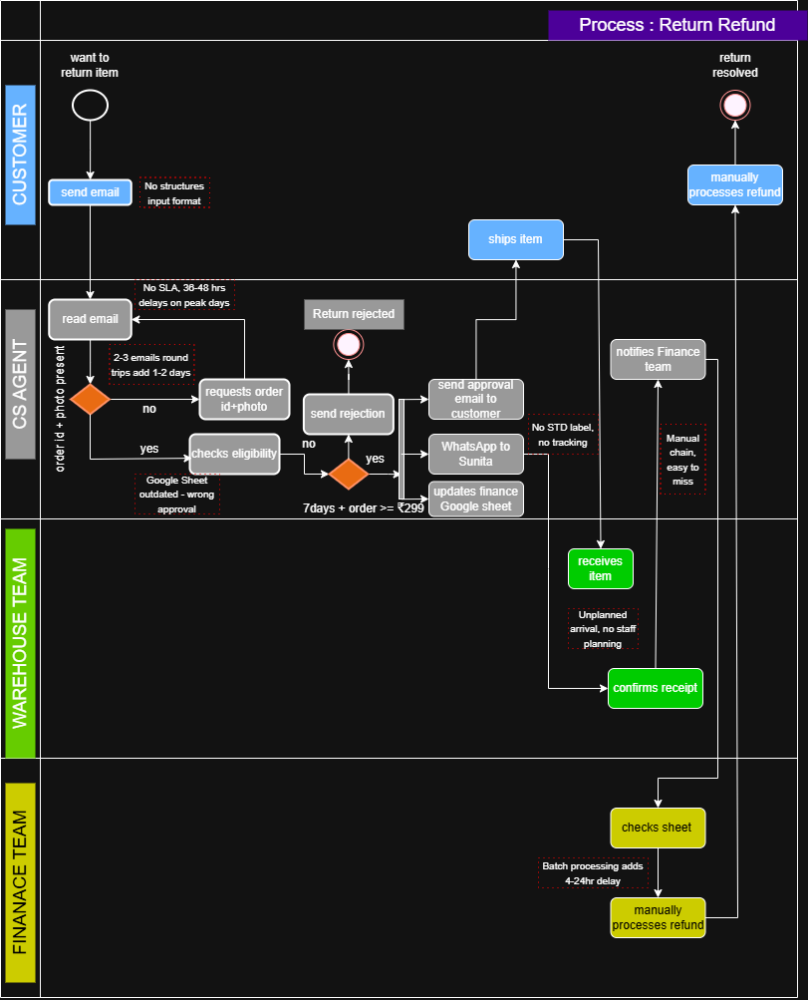 Process : Return Refund
want to
return item
return
resolved
CUSTOMER
send email
No structures
input format
manually
processes refund
ships item
CS AGENT
No SLA, 36-48 hrs
delays on peak days
read email
Return rejected
order id + photo present
2-3 emails round
trips add 1-2 days
no
requests order
id+photo
send rejection
send approval
email to
customer
notifies Finance
team
yes
checks eligibility
no
yes
WhatsApp to
Sunita
No STD label,
no tracking
Manual
chain,
easy to
miss
Google Sheet
outdated - wrong
approval
7days + order >= ₹299
updates finance
Google sheet
WAREHOUSE TEAM
receives
item
Unplanned
arrival, no staff
planning
confirms receipt
FINANACE TEAM
checks sheet
Batch processing adds
4-24hr delay
manually
processes refund